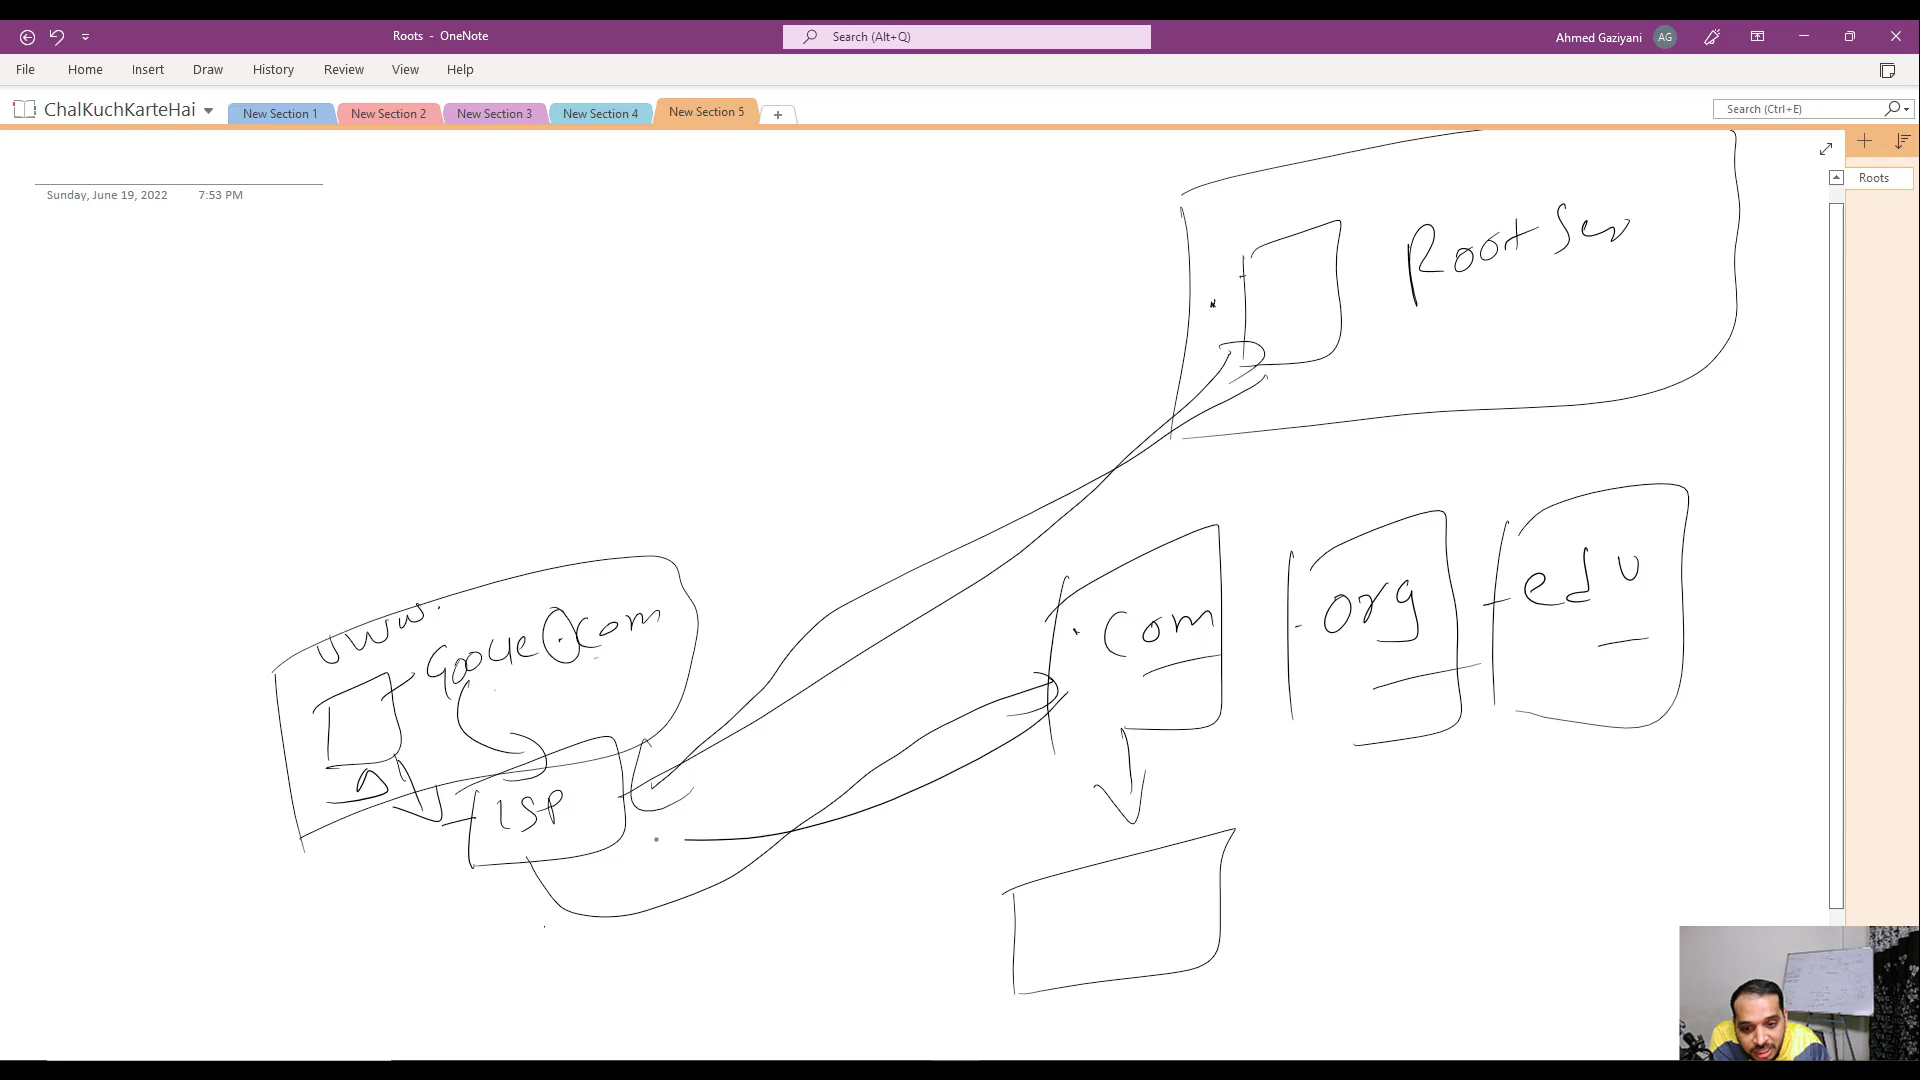 Roots - OneNote
Search (Alt+Q)
Ahmed Gaziyani
AG
File Home Insert Draw History Review View Help
ChalKuchKarteHai
New Section 1
New Section 2
New Section 3
New Section 4
New Section 5
Search (Ctrl+E)
Roots
Sunday, June 19, 2022 7:53 PM
Root Ser
www.
.com
.com
.org
.edu
ISP